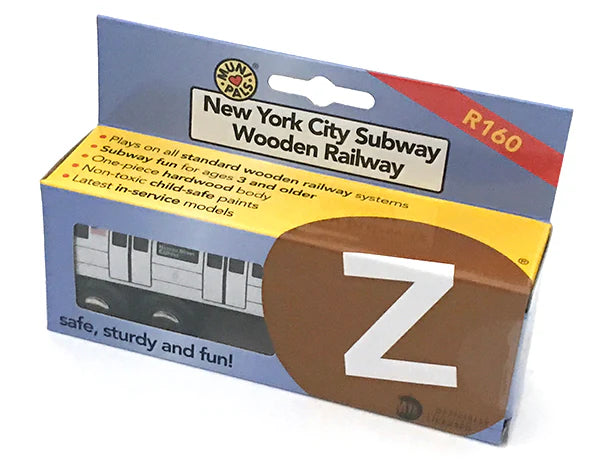 MUNI
PALS
New York City Subway
Wooden Railway
R160
• Plays on all standard wooden railway systems
• Subway fun for ages 3 and older
• One-piece hardwood body
• Non-toxic child-safe paints
• Latest in-service models
Z
®
safe, sturdy and fun!
MTA